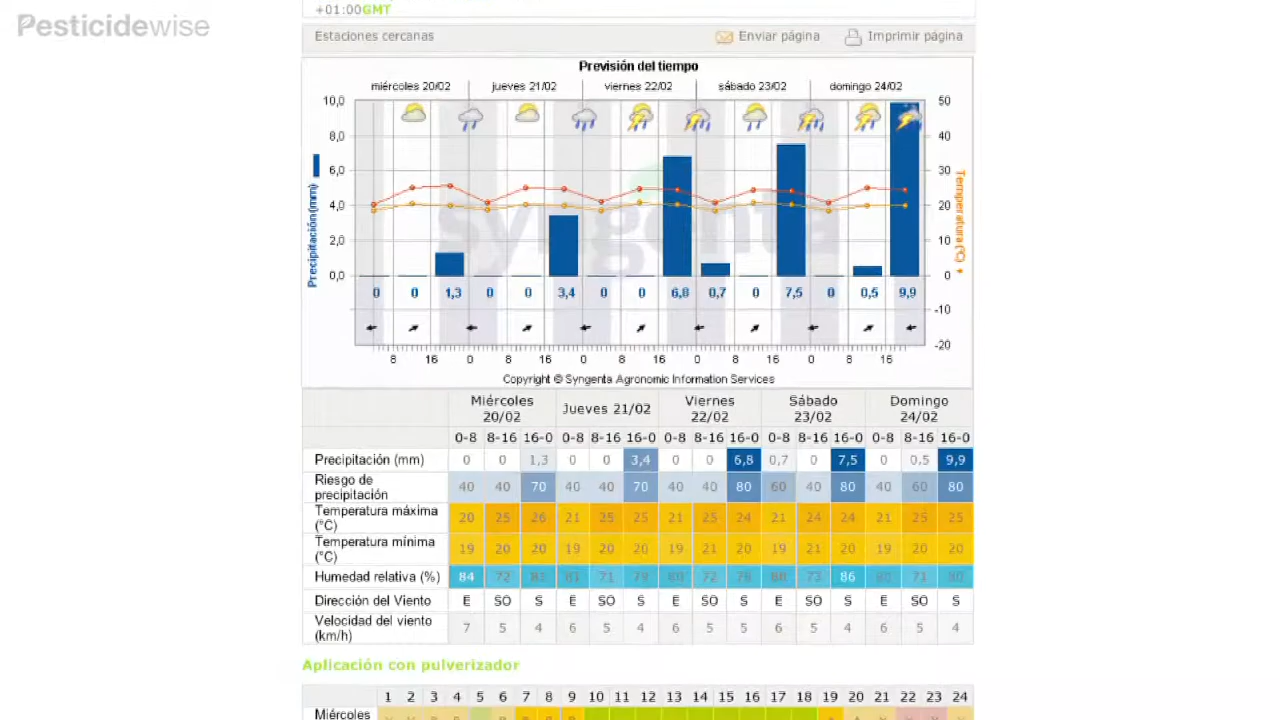 Pesticidewise
+01:00GMT
Estaciones cercanas Enviar página Imprimir página
Previsión del tiempo
miércoles 20/02 jueves 21/02 viernes 22/02 sábado 23/02 domingo 24/02
10,0 50
8,0 40
6,0 30
4,0 20
2,0 10
0,0 0
-10
-20
Precipitación(mm)
Temperatura (°C)
syngenta
0 0 1,3 0 0 3,4 0 0 6,8 0,7 0 7,5 0 0,5 9,9
8 16 0 8 16 0 8 16 0 8 16 0 8 16
Copyright © Syngenta Agronomic Information Services
Miércoles 20/02 Jueves 21/02 Viernes 22/02 Sábado 23/02 Domingo 24/02
0-8 8-16 16-0 0-8 8-16 16-0 0-8 8-16 16-0 0-8 8-16 16-0 0-8 8-16 16-0
Precipitación (mm) 0 0 1,3 0 0 3,4 0 0 6,8 0,7 0 7,5 0 0,5 9,9
Riesgo de precipitación 40 40 70 40 40 70 40 40 80 60 40 80 40 60 80
Temperatura máxima (°C) 20 25 26 21 25 25 21 25 24 21 24 24 21 25 25
Temperatura mínima (°C) 19 20 20 19 20 20 19 21 20 19 21 20 19 20 20
Humedad relativa (%) 84 72 71 72 73 86 71
Dirección del Viento E SO S E SO S E SO S E SO S E SO S
Velocidad del viento (km/h) 7 5 4 6 5 4 6 5 5 6 5 4 6 5 4
Aplicación con pulverizador
1 2 3 4 5 6 7 8 9 10 11 12 13 14 15 16 17 18 19 20 21 22 23 24
Miércoles